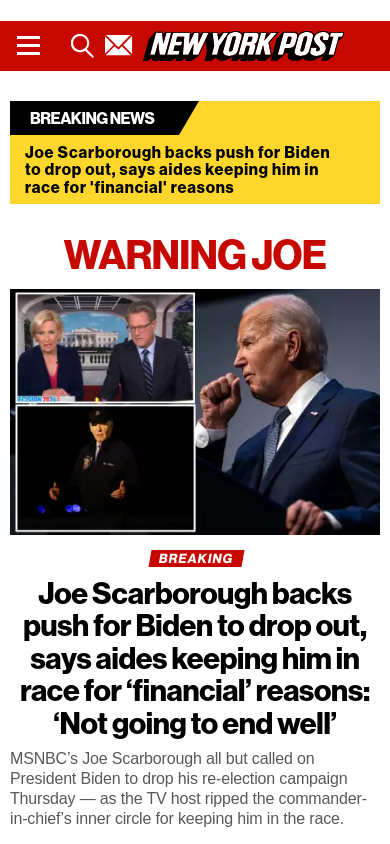 NEW YORK POST
BREAKING NEWS
Joe Scarborough backs push for Biden
to drop out, says aides keeping him in
race for 'financial' reasons
WARNING JOE
BREAKING
Joe Scarborough backs
push for Biden to drop out,
says aides keeping him in
race for ‘financial’ reasons:
‘Not going to end well’
MSNBC’s Joe Scarborough all but called on
President Biden to drop his re-election campaign
Thursday — as the TV host ripped the commander-
in-chief’s inner circle for keeping him in the race.